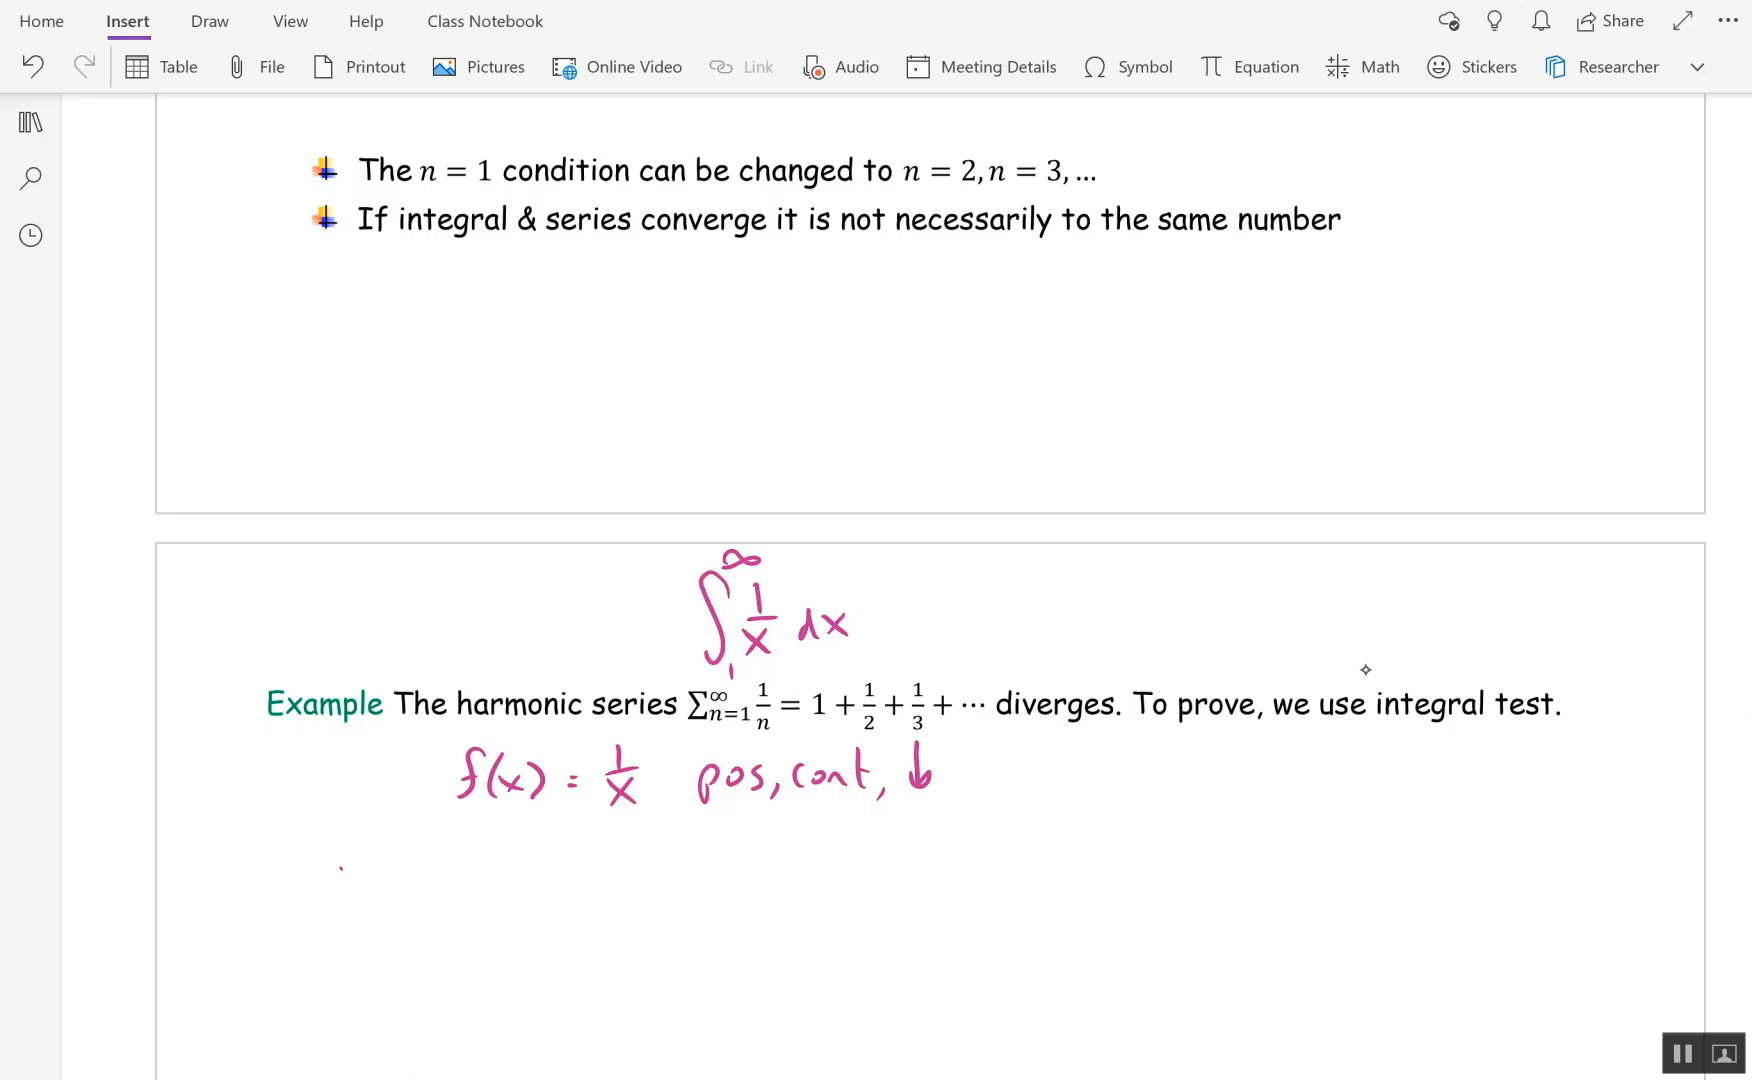 Home Insert Draw View Help Class Notebook Share
Table File Printout Pictures Online Video Link Audio Meeting Details Symbol Equation Math Stickers Researcher
The n = 1 condition can be changed to n = 2, n = 3, …
If integral & series converge it is not necessarily to the same number
∫₁^∞ 1/x dx
Example The harmonic series ∑_{n=1}^∞ 1/n = 1 + 1/2 + 1/3 + ⋯ diverges. To prove, we use integral test.
f(x) = 1/x pos, cont, ↓